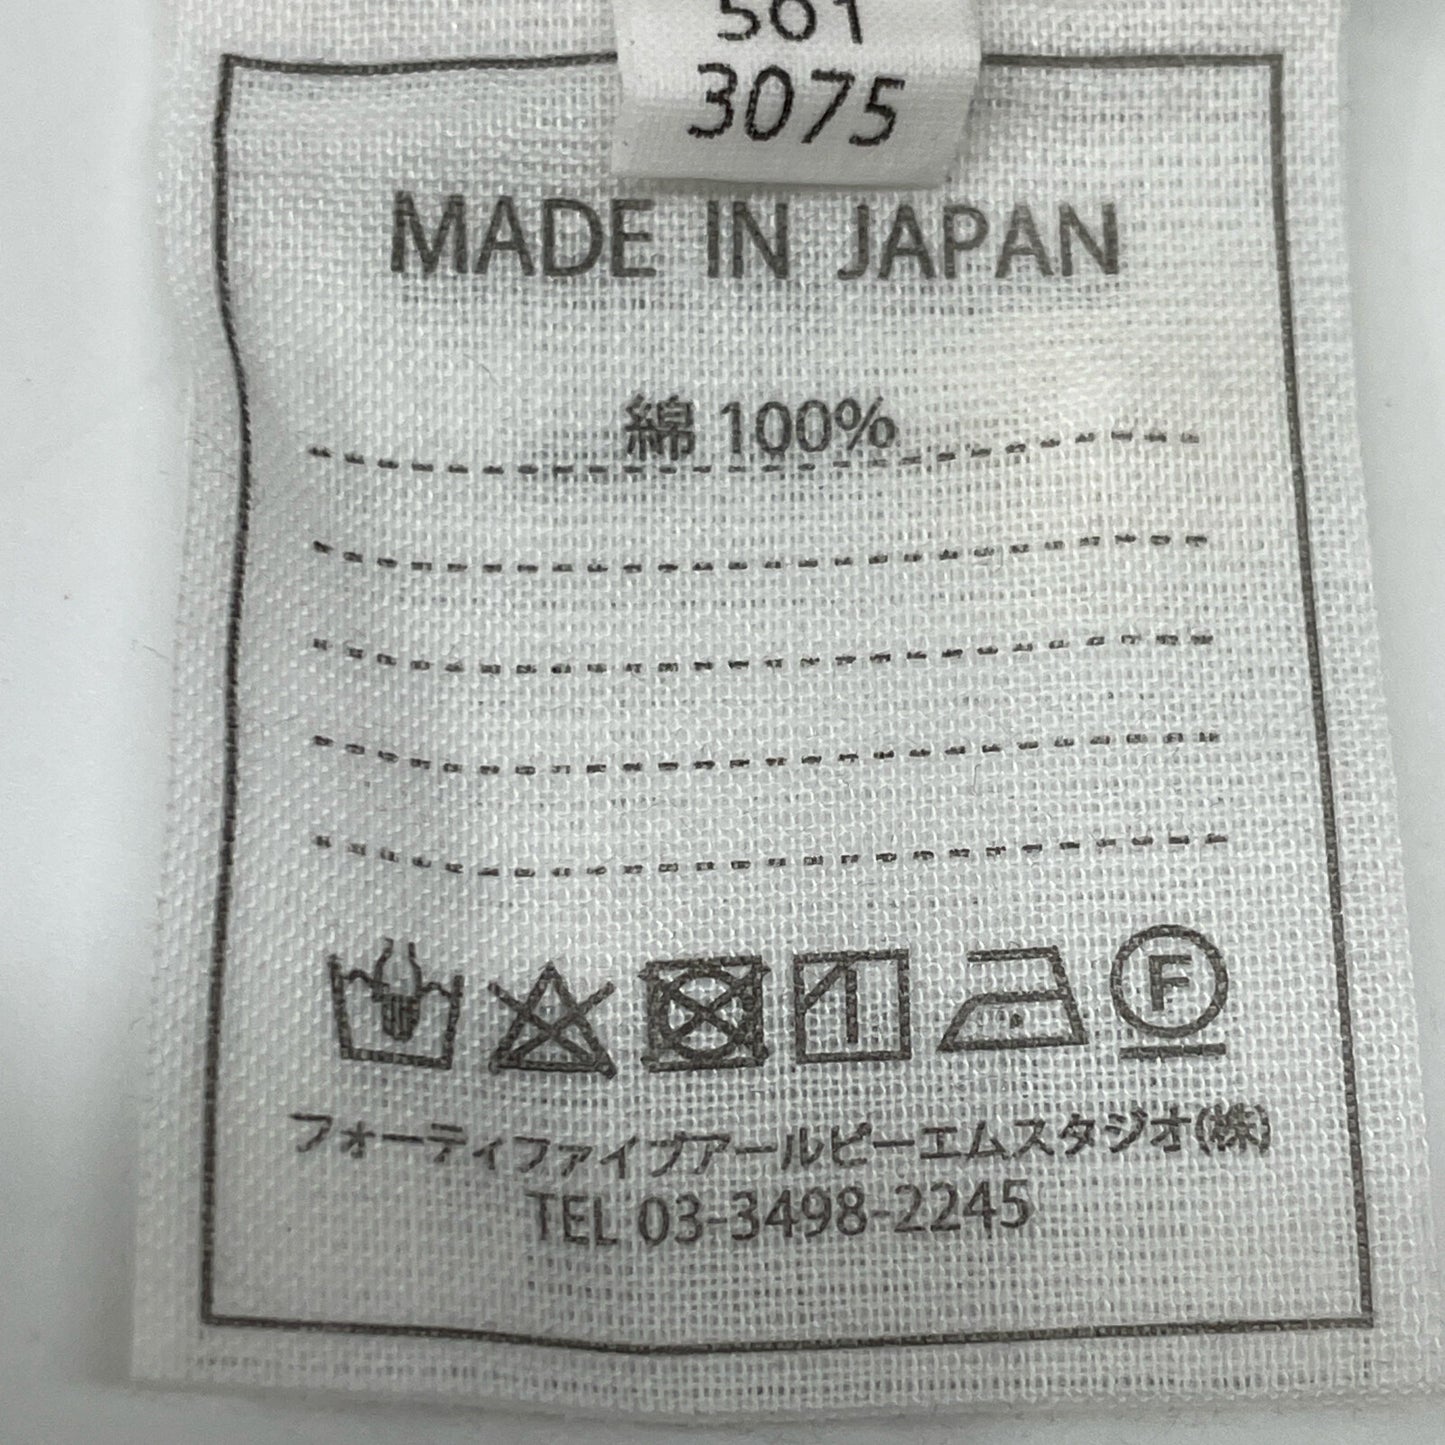 561
3075
MADE IN JAPAN
綿 100%
F
フォーティファイブアールピーエムスタジオ(株)
TEL 03-3498-2245